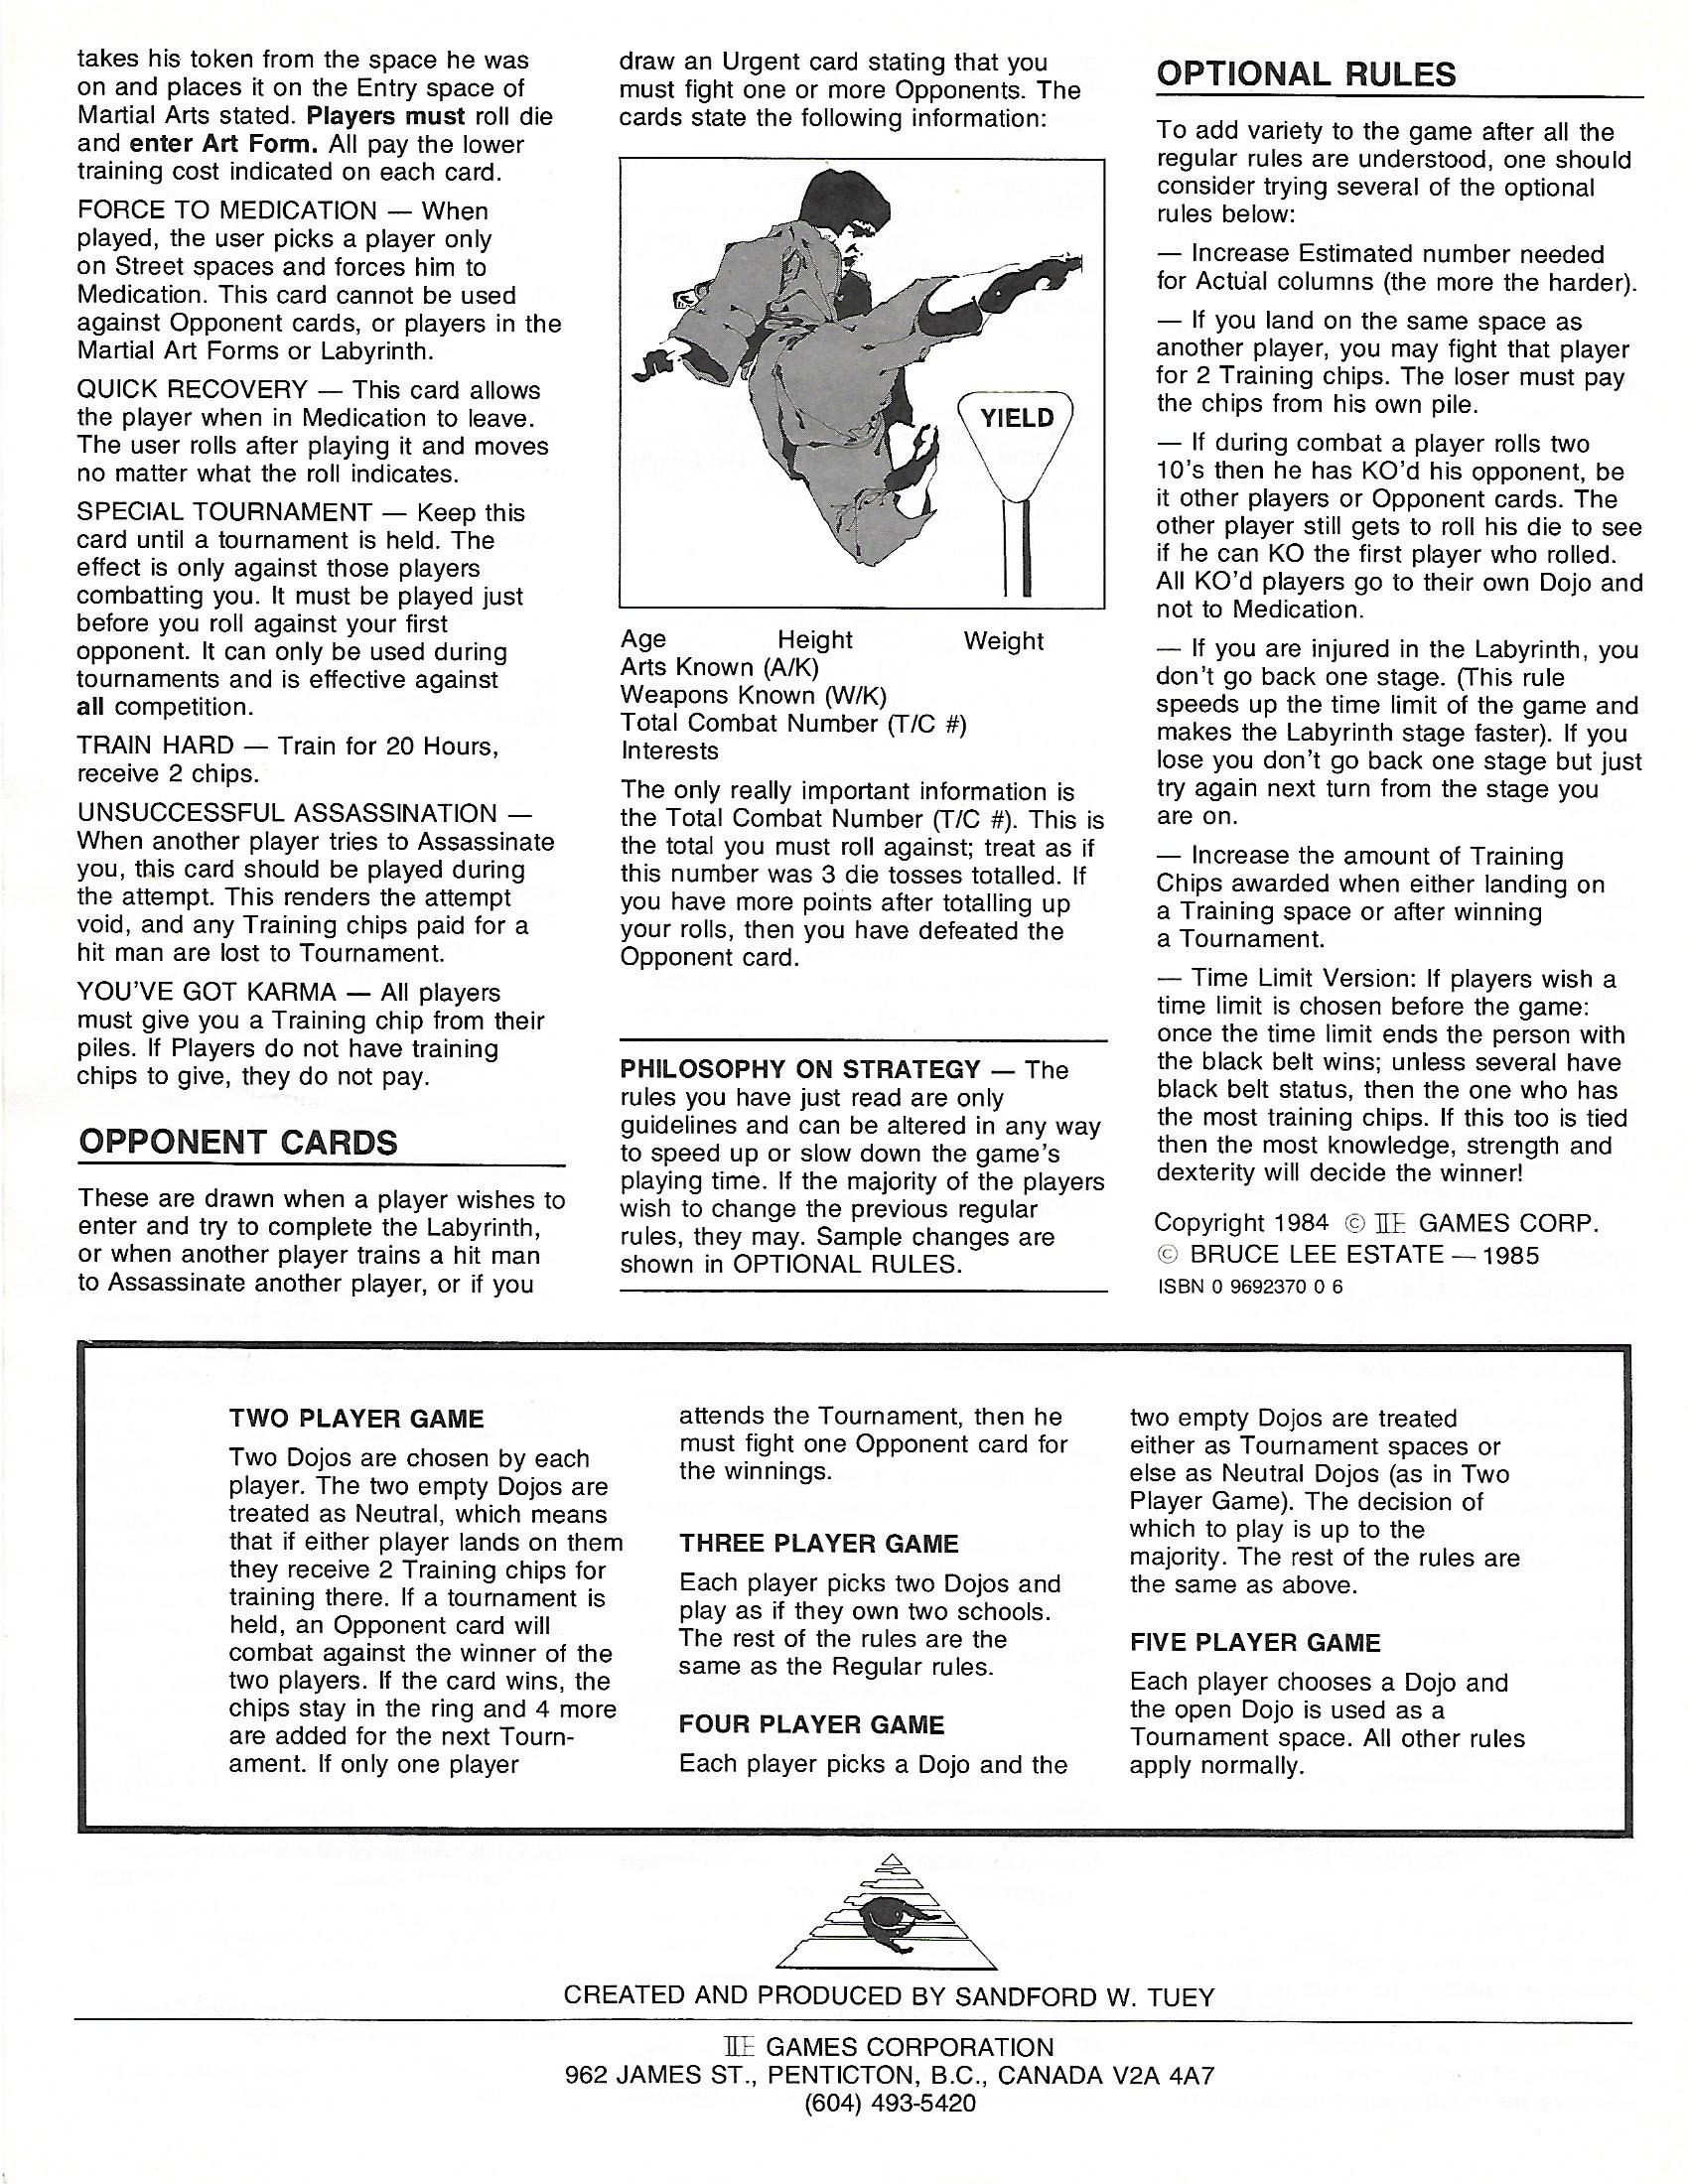 takes his token from the space he was
on and places it on the Entry space of
Martial Arts stated. Players must roll die
and enter Art Form. All pay the lower
training cost indicated on each card.
FORCE TO MEDICATION — When
played, the user picks a player only
on Street spaces and forces him to
Medication. This card cannot be used
against Opponent cards, or players in the
Martial Art Forms or Labyrinth.
QUICK RECOVERY — This card allows
the player when in Medication to leave.
The user rolls after playing it and moves
no matter what the roll indicates.
SPECIAL TOURNAMENT — Keep this
card until a tournament is held. The
effect is only against those players
combatting you. It must be played just
before you roll against your first
opponent. It can only be used during
tournaments and is effective against
all competition.
TRAIN HARD — Train for 20 Hours,
receive 2 chips.
UNSUCCESSFUL ASSASSINATION —
When another player tries to Assassinate
you, this card should be played during
the attempt. This renders the attempt
void, and any Training chips paid for a
hit man are lost to Tournament.
YOU'VE GOT KARMA — All players
must give you a Training chip from their
piles. If Players do not have training
chips to give, they do not pay.
OPPONENT CARDS
These are drawn when a player wishes to
enter and try to complete the Labyrinth,
or when another player trains a hit man
to Assassinate another player, or if you
draw an Urgent card stating that you
must fight one or more Opponents. The
cards state the following information:
YIELD
Age Height Weight
Arts Known (A/K)
Weapons Known (W/K)
Total Combat Number (T/C #)
Interests
The only really important information is
the Total Combat Number (T/C #). This is
the total you must roll against; treat as if
this number was 3 die tosses totalled. If
you have more points after totalling up
your rolls, then you have defeated the
Opponent card.
PHILOSOPHY ON STRATEGY — The
rules you have just read are only
guidelines and can be altered in any way
to speed up or slow down the game's
playing time. If the majority of the players
wish to change the previous regular
rules, they may. Sample changes are
shown in OPTIONAL RULES.
OPTIONAL RULES
To add variety to the game after all the
regular rules are understood, one should
consider trying several of the optional
rules below:
— Increase Estimated number needed
for Actual columns (the more the harder).
— If you land on the same space as
another player, you may fight that player
for 2 Training chips. The loser must pay
the chips from his own pile.
— If during combat a player rolls two
10's then he has KO'd his opponent, be
it other players or Opponent cards. The
other player still gets to roll his die to see
if he can KO the first player who rolled.
All KO'd players go to their own Dojo and
not to Medication.
— If you are injured in the Labyrinth, you
don't go back one stage. (This rule
speeds up the time limit of the game and
makes the Labyrinth stage faster). If you
lose you don't go back one stage but just
try again next turn from the stage you
are on.
— Increase the amount of Training
Chips awarded when either landing on
a Training space or after winning
a Tournament.
— Time Limit Version: If players wish a
time limit is chosen before the game:
once the time limit ends the person with
the black belt wins; unless several have
black belt status, then the one who has
the most training chips. If this too is tied
then the most knowledge, strength and
dexterity will decide the winner!
Copyright 1984 © GAMES CORP.
© BRUCE LEE ESTATE — 1985
ISBN 0 9692370 0 6
TWO PLAYER GAME
Two Dojos are chosen by each
player. The two empty Dojos are
treated as Neutral, which means
that if either player lands on them
they receive 2 Training chips for
training there. If a tournament is
held, an Opponent card will
combat against the winner of the
two players. If the card wins, the
chips stay in the ring and 4 more
are added for the next Tourn-
ament. If only one player
attends the Tournament, then he
must fight one Opponent card for
the winnings.
THREE PLAYER GAME
Each player picks two Dojos and
play as if they own two schools.
The rest of the rules are the
same as the Regular rules.
FOUR PLAYER GAME
Each player picks a Dojo and the
two empty Dojos are treated
either as Tournament spaces or
else as Neutral Dojos (as in Two
Player Game). The decision of
which to play is up to the
majority. The rest of the rules are
the same as above.
FIVE PLAYER GAME
Each player chooses a Dojo and
the open Dojo is used as a
Tournament space. All other rules
apply normally.
CREATED AND PRODUCED BY SANDFORD W. TUEY
GAMES CORPORATION
962 JAMES ST., PENTICTON, B.C., CANADA V2A 4A7
(604) 493-5420